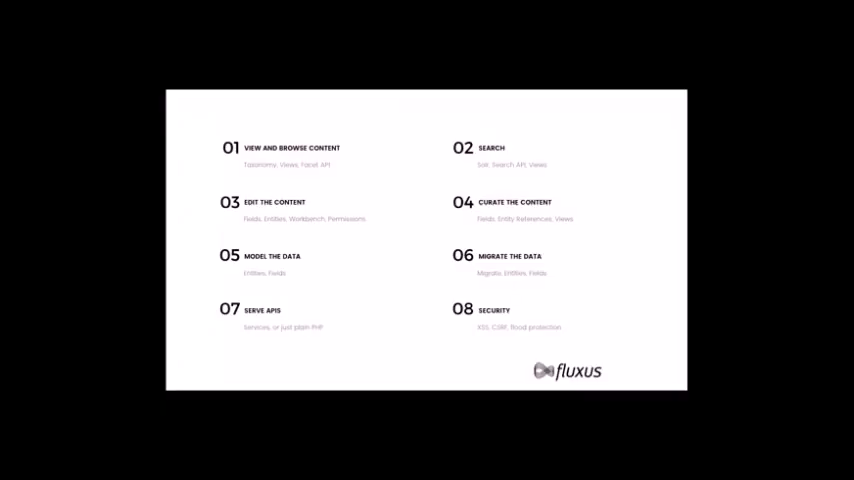 01 VIEW AND BROWSE CONTENT
Taxonomy, Views, Facet API
02 SEARCH
Solr, Search API, Views
03 EDIT THE CONTENT
Fields, Entities, Workbench, Permissions
04 CURATE THE CONTENT
Fields, Entity References, Views
05 MODEL THE DATA
Entities, Fields
06 MIGRATE THE DATA
Migrate, Entities, Fields
07 SERVE APIS
Services, or just plain PHP
08 SECURITY
XSS, CSRF, flood protection
fluxus